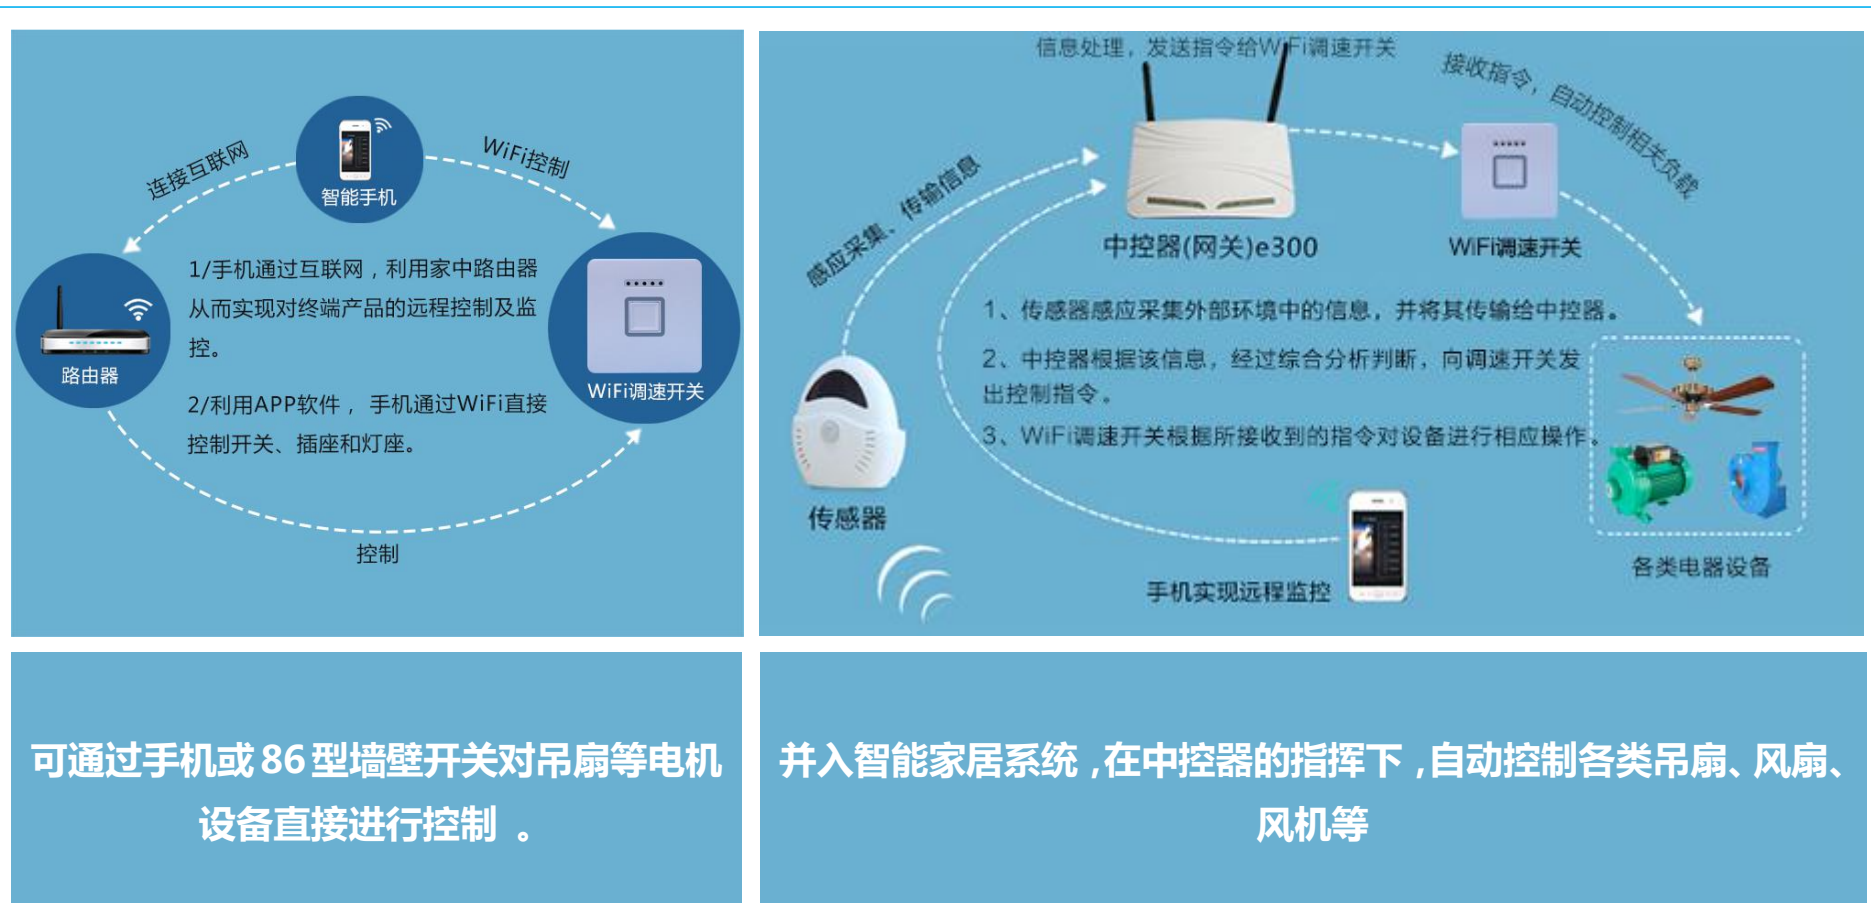 连接互联网
WiFi控制
智能手机
路由器
WiFi调速开关
1/手机通过互联网，利用家中路由器
从而实现对终端产品的远程控制及监
控。
2/利用APP软件， 手机通过WiFi直接
控制开关、插座和灯座。
控制
信息处理，发送指令给WiFi调速开关
接收指令，自动控制相关负载
感应采集、传输信息
中控器(网关)e300
WiFi调速开关
1、传感器感应采集外部环境中的信息，并将其传输给中控器。
2、中控器根据该信息，经过综合分析判断，向调速开关发
出控制指令。
3、WiFi调速开关根据所接收到的指令对设备进行相应操作。
传感器
手机实现远程监控
各类电器设备
可通过手机或86型墙壁开关对吊扇等电机
设备直接进行控制 。
并入智能家居系统,在中控器的指挥下,自动控制各类吊扇、风扇、
风机等